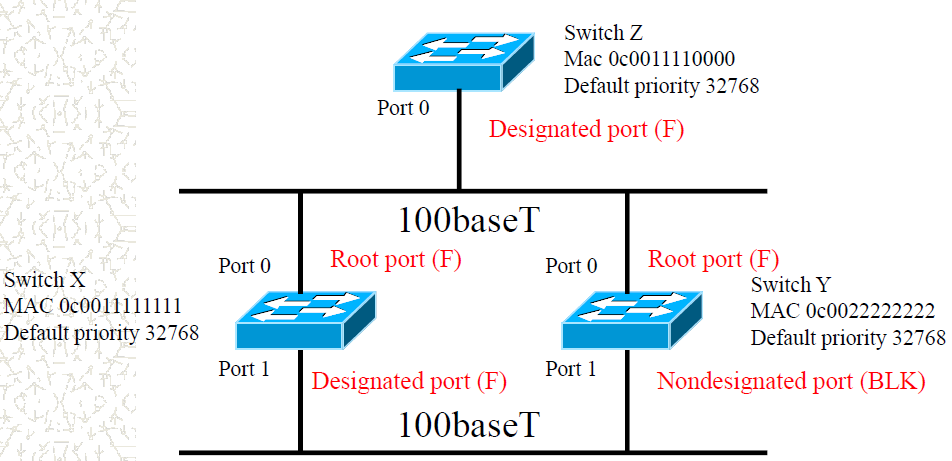 Switch Z
Mac 0c0011110000
Default priority 32768
Port 0
Designated port (F)
100baseT
Port 0
Root port (F)
Port 0
Root port (F)
Switch X
MAC 0c0011111111
Default priority 32768
Switch Y
MAC 0c0022222222
Default priority 32768
Port 1
Designated port (F)
Port 1
Nondesignated port (BLK)
100baseT